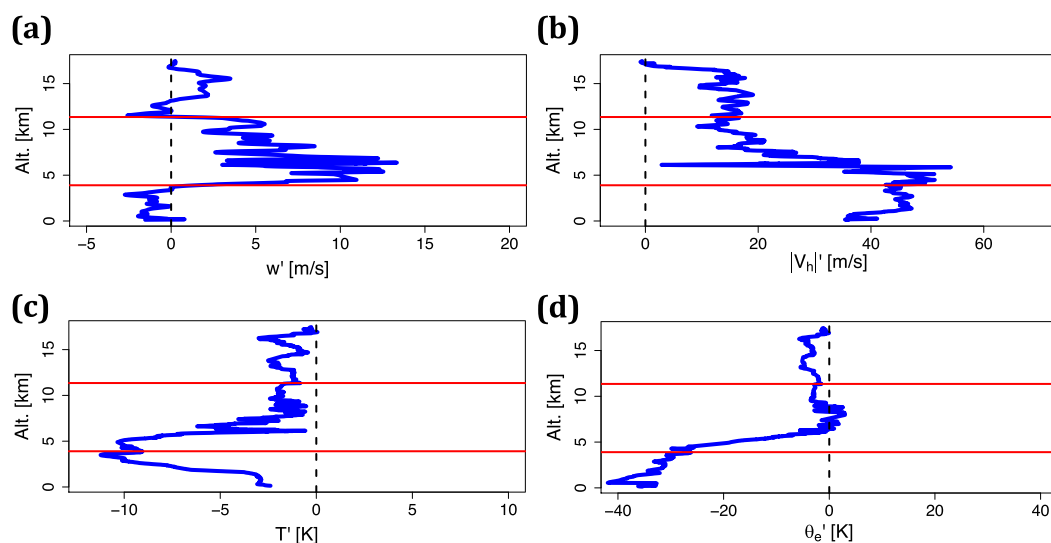 (a)
(b)
Alt. [km]
0 5 10 15
−5 0 5 10 15 20
w' [m/s]
Alt. [km]
0 5 10 15
0 20 40 60
|V_h|' [m/s]
(c)
(d)
Alt. [km]
0 5 10 15
−10 −5 0 5 10
T' [K]
Alt. [km]
0 5 10 15
−40 −20 0 20 40
θ_e' [K]